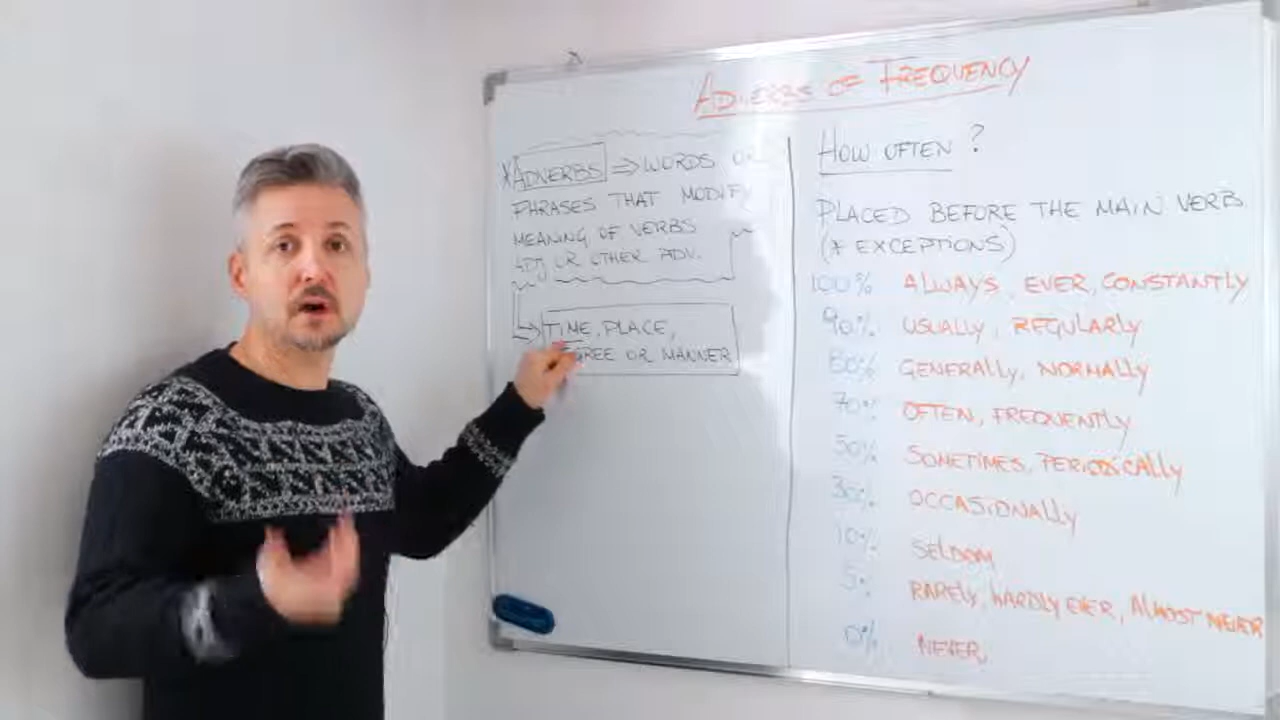 ADVERBS OF FREQUENCY
*ADVERBS ⇒ WORDS OR
PHRASES THAT MODIFY
MEANING OF VERBS
ADJ OR OTHER ADV.
TIME, PLACE,
DEGREE OR MANNER
HOW OFTEN ?
PLACED BEFORE THE MAIN VERB.
(* EXCEPTIONS)
100% ALWAYS, EVER, CONSTANTLY
90% USUALLY, REGULARLY
80% GENERALLY, NORMALLY
70% OFTEN, FREQUENTLY
50% SOMETIMES, PERIODICALLY
30% OCCASIONALLY
10% SELDOM
5% RARELY, HARDLY EVER, ALMOST NEVER
0% NEVER